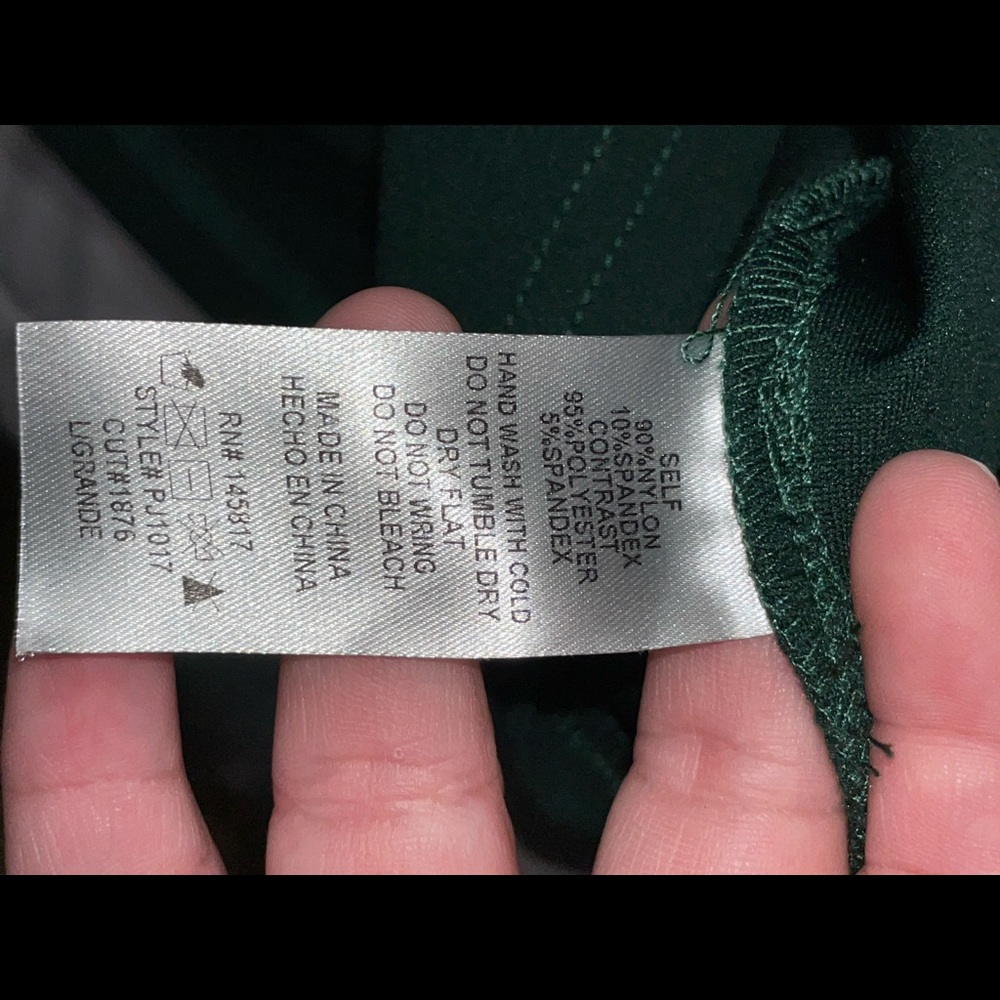 SELF
90%NYLON
10%SPANDEX
CONTRAST
95%POLYESTER
5%SPANDEX
HAND WASH WITH COLD
DO NOT TUMBLE DRY
DRY FLAT
DO NOT WRING
DO NOT BLEACH
MADE IN CHINA
HECHO EN CHINA
RN# 145817
STYLE# PJ1017
CUT#1876
L/GRANDE